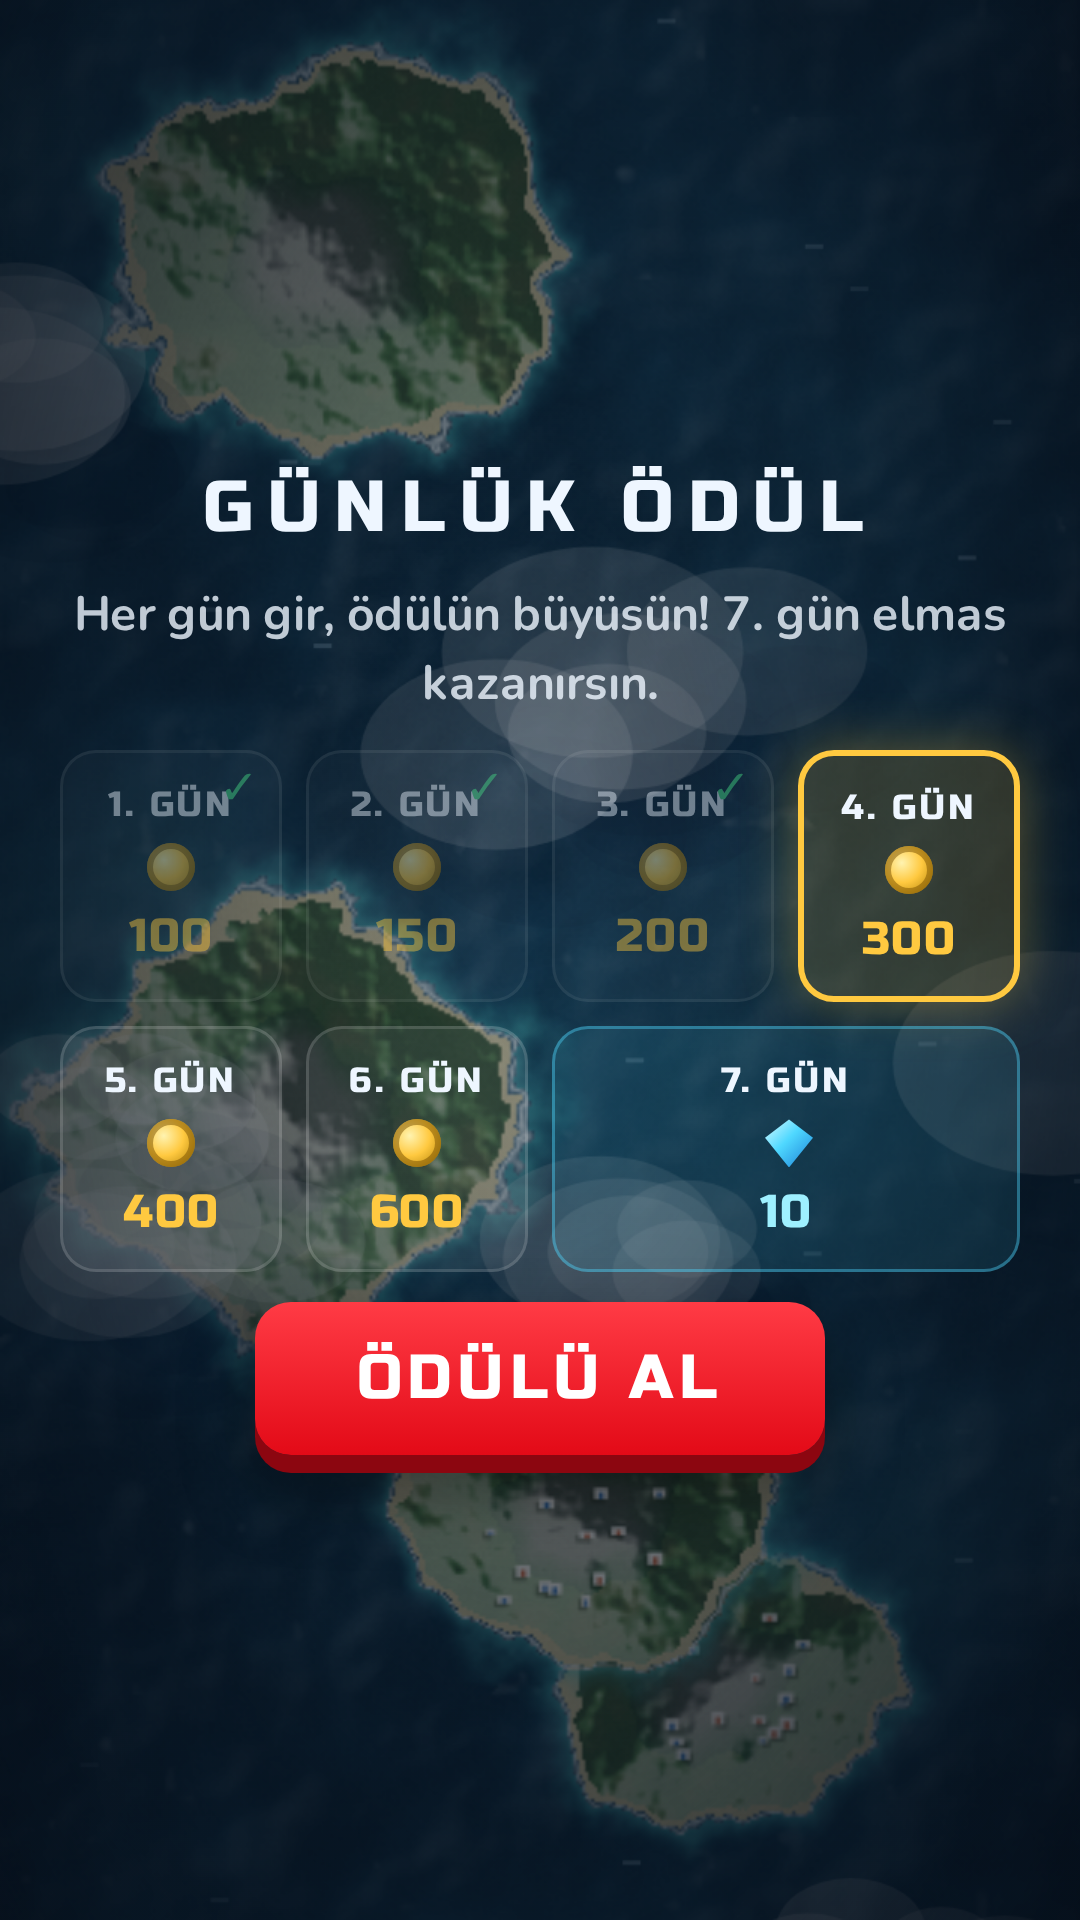 GÜNLÜK ÖDÜL
Her gün gir, ödülün büyüsün! 7. gün elmas
kazanırsın.
1. GÜN ✓
2. GÜN ✓
3. GÜN ✓
4. GÜN
100
150
200
300
5. GÜN
6. GÜN
7. GÜN
400
600
10
ÖDÜLÜ AL